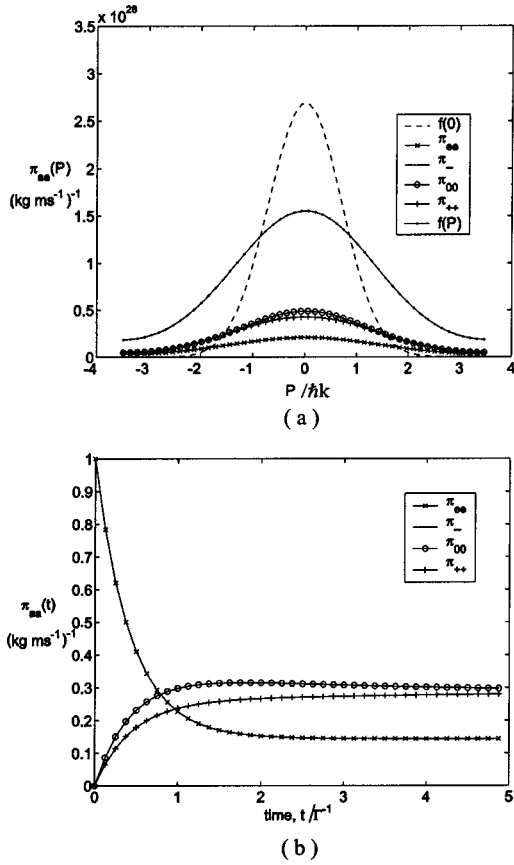 x 10^28
3.5
3
2.5
2
1.5
1
0.5
0
π_aa(P)
(kg ms^-1)^-1
f(0)
π_ee
π_--
π_00
π_++
f(P)
-4 -3 -2 -1 0 1 2 3 4
P/ħk
( a )
1
0.9
0.8
0.7
0.6
0.5
0.4
0.3
0.2
0.1
0
π_aa(t)
(kg ms^-1)^-1
π_ee
π_--
π_00
π_++
0 1 2 3 4 5
time, t/Γ^-1
( b )